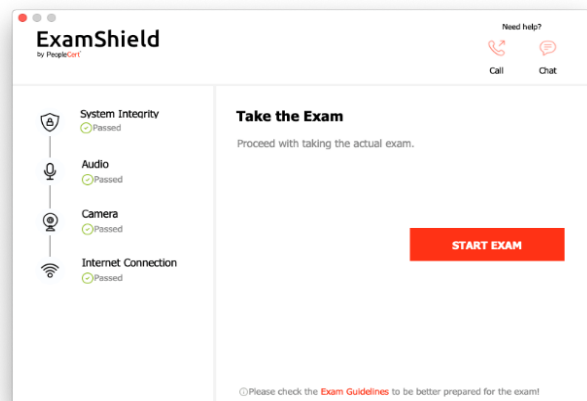 ExamShield
by PeopleCert
Need help?
Call
Chat
System Integrity
Passed
Audio
Passed
Camera
Passed
Internet Connection
Passed
Take the Exam
Proceed with taking the actual exam.
START EXAM
Please check the Exam Guidelines to be better prepared for the exam!